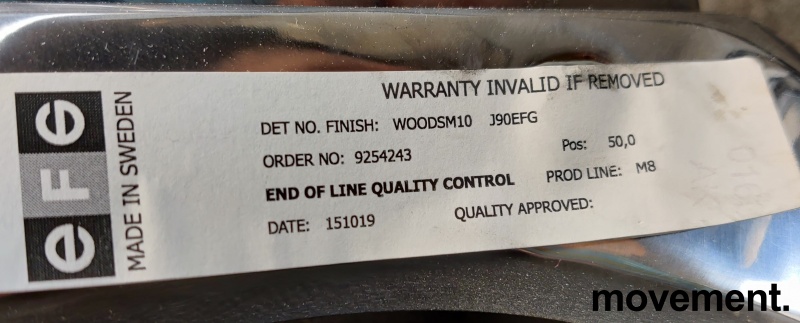 efg
MADE IN SWEDEN
WARRANTY INVALID IF REMOVED
DET NO. FINISH: WOODSM10 J90EFG
ORDER NO: 9254243 Pos: 50,0
END OF LINE QUALITY CONTROL PROD LINE: M8
DATE: 151019 QUALITY APPROVED:
movement.